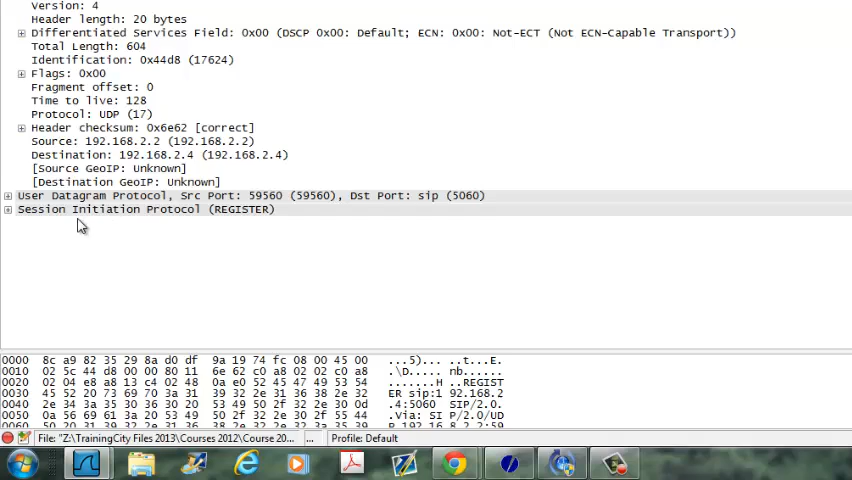 Version: 4
Header length: 20 bytes
Differentiated Services Field: 0x00 (DSCP 0x00: Default; ECN: 0x00: Not-ECT (Not ECN-Capable Transport))
Total Length: 604
Identification: 0x44d8 (17624)
Flags: 0x00
Fragment offset: 0
Time to live: 128
Protocol: UDP (17)
Header checksum: 0x6e62 [correct]
Source: 192.168.2.2 (192.168.2.2)
Destination: 192.168.2.4 (192.168.2.4)
[Source GeoIP: Unknown]
[Destination GeoIP: Unknown]
User Datagram Protocol, Src Port: 59560 (59560), Dst Port: sip (5060)
Session Initiation Protocol (REGISTER)
0000 8c a9 82 35 29 8a d0 df 9a 19 74 fc 08 00 45 00 ...5)... ..t...E.
0010 02 5c 44 d8 00 00 80 11 6e 62 c0 a8 02 02 c0 a8 .\D..... nb......
0020 02 04 e8 a8 13 c4 02 48 0a e0 52 45 47 49 53 54 .......H ..REGIST
0030 45 52 20 73 69 70 3a 31 39 32 2e 31 36 38 2e 32 ER sip:1 92.168.2
0040 2e 34 3a 35 30 36 30 20 53 49 50 2f 32 2e 30 0d .4:5060 SIP/2.0.
0050 0a 56 69 61 3a 20 53 49 50 2f 32 2e 30 2f 55 44 .Via: SI P/2.0/UD
File: "Z:\TrainingCity Files 2013\Courses 2012\Course 20... ... Profile: Default